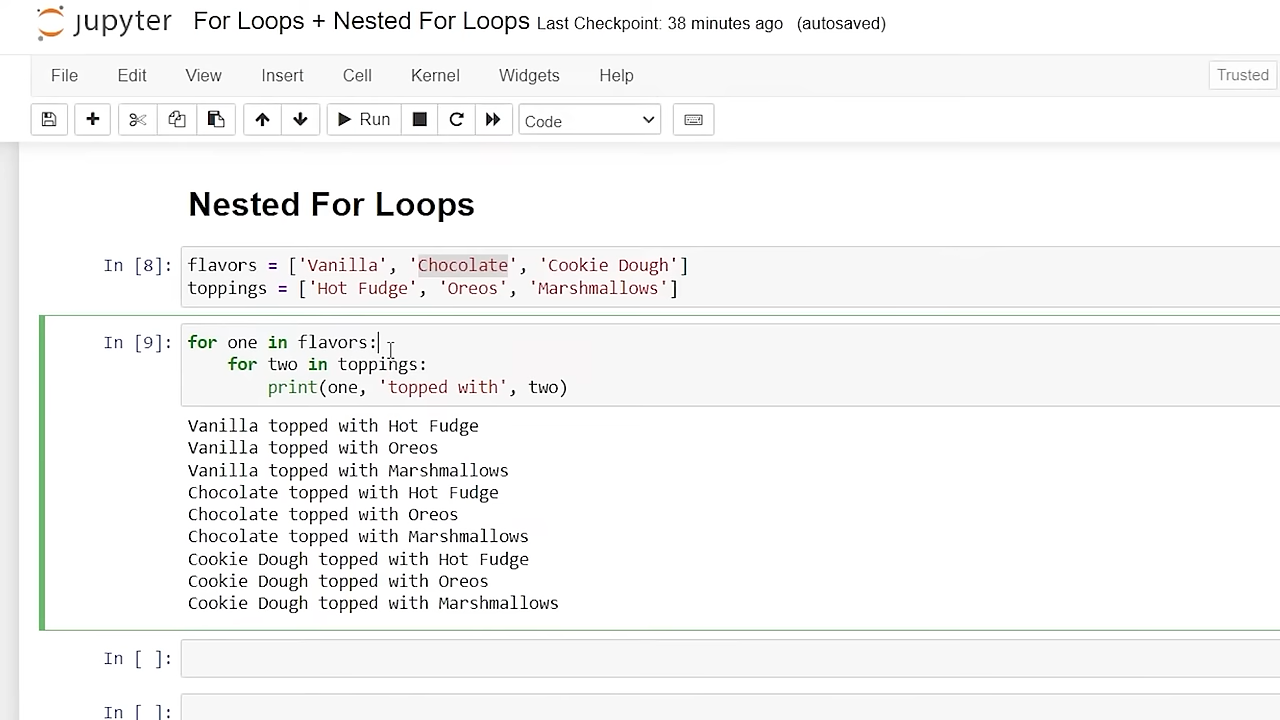 jupyter For Loops + Nested For Loops Last Checkpoint: 38 minutes ago (autosaved)
File Edit View Insert Cell Kernel Widgets Help Trusted
Run Code
Nested For Loops
In [8]: flavors = ['Vanilla', 'Chocolate', 'Cookie Dough']
toppings = ['Hot Fudge', 'Oreos', 'Marshmallows']
In [9]: for one in flavors:
for two in toppings:
print(one, 'topped with', two)
Vanilla topped with Hot Fudge
Vanilla topped with Oreos
Vanilla topped with Marshmallows
Chocolate topped with Hot Fudge
Chocolate topped with Oreos
Chocolate topped with Marshmallows
Cookie Dough topped with Hot Fudge
Cookie Dough topped with Oreos
Cookie Dough topped with Marshmallows
In [ ]:
In [ ]: